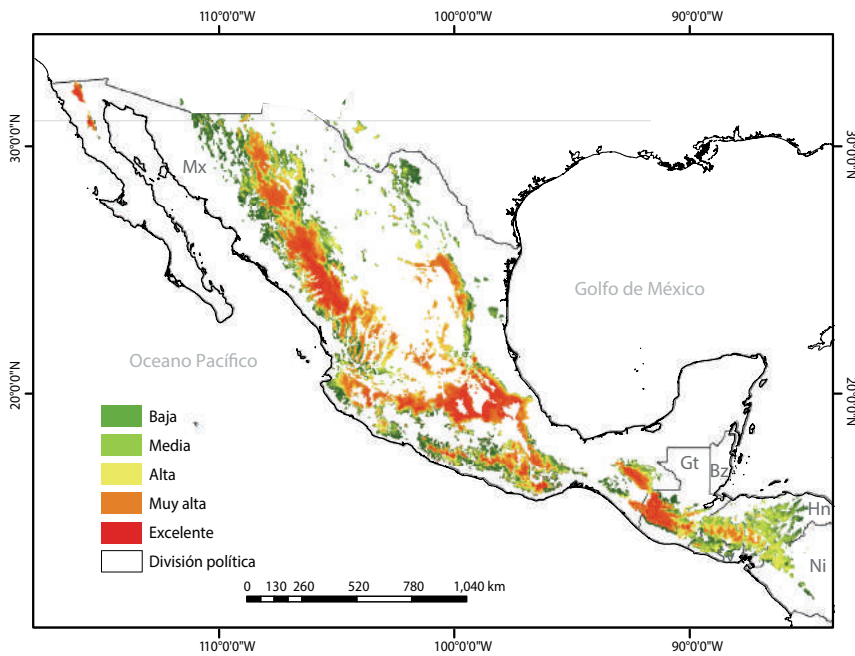 110°0'0"W 100°0'0"W 90°0'0"W
30°0'0"N
30°0'0"N
Mx
Golfo de México
Oceano Pacífico
20°0'0"N
20°0'0"N
Baja
Media
Alta
Muy alta
Excelente
División política
Gt
Bz
Hn
Ni
0 130 260 520 780 1,040 km
110°0'0"W 100°0'0"W 90°0'0"W